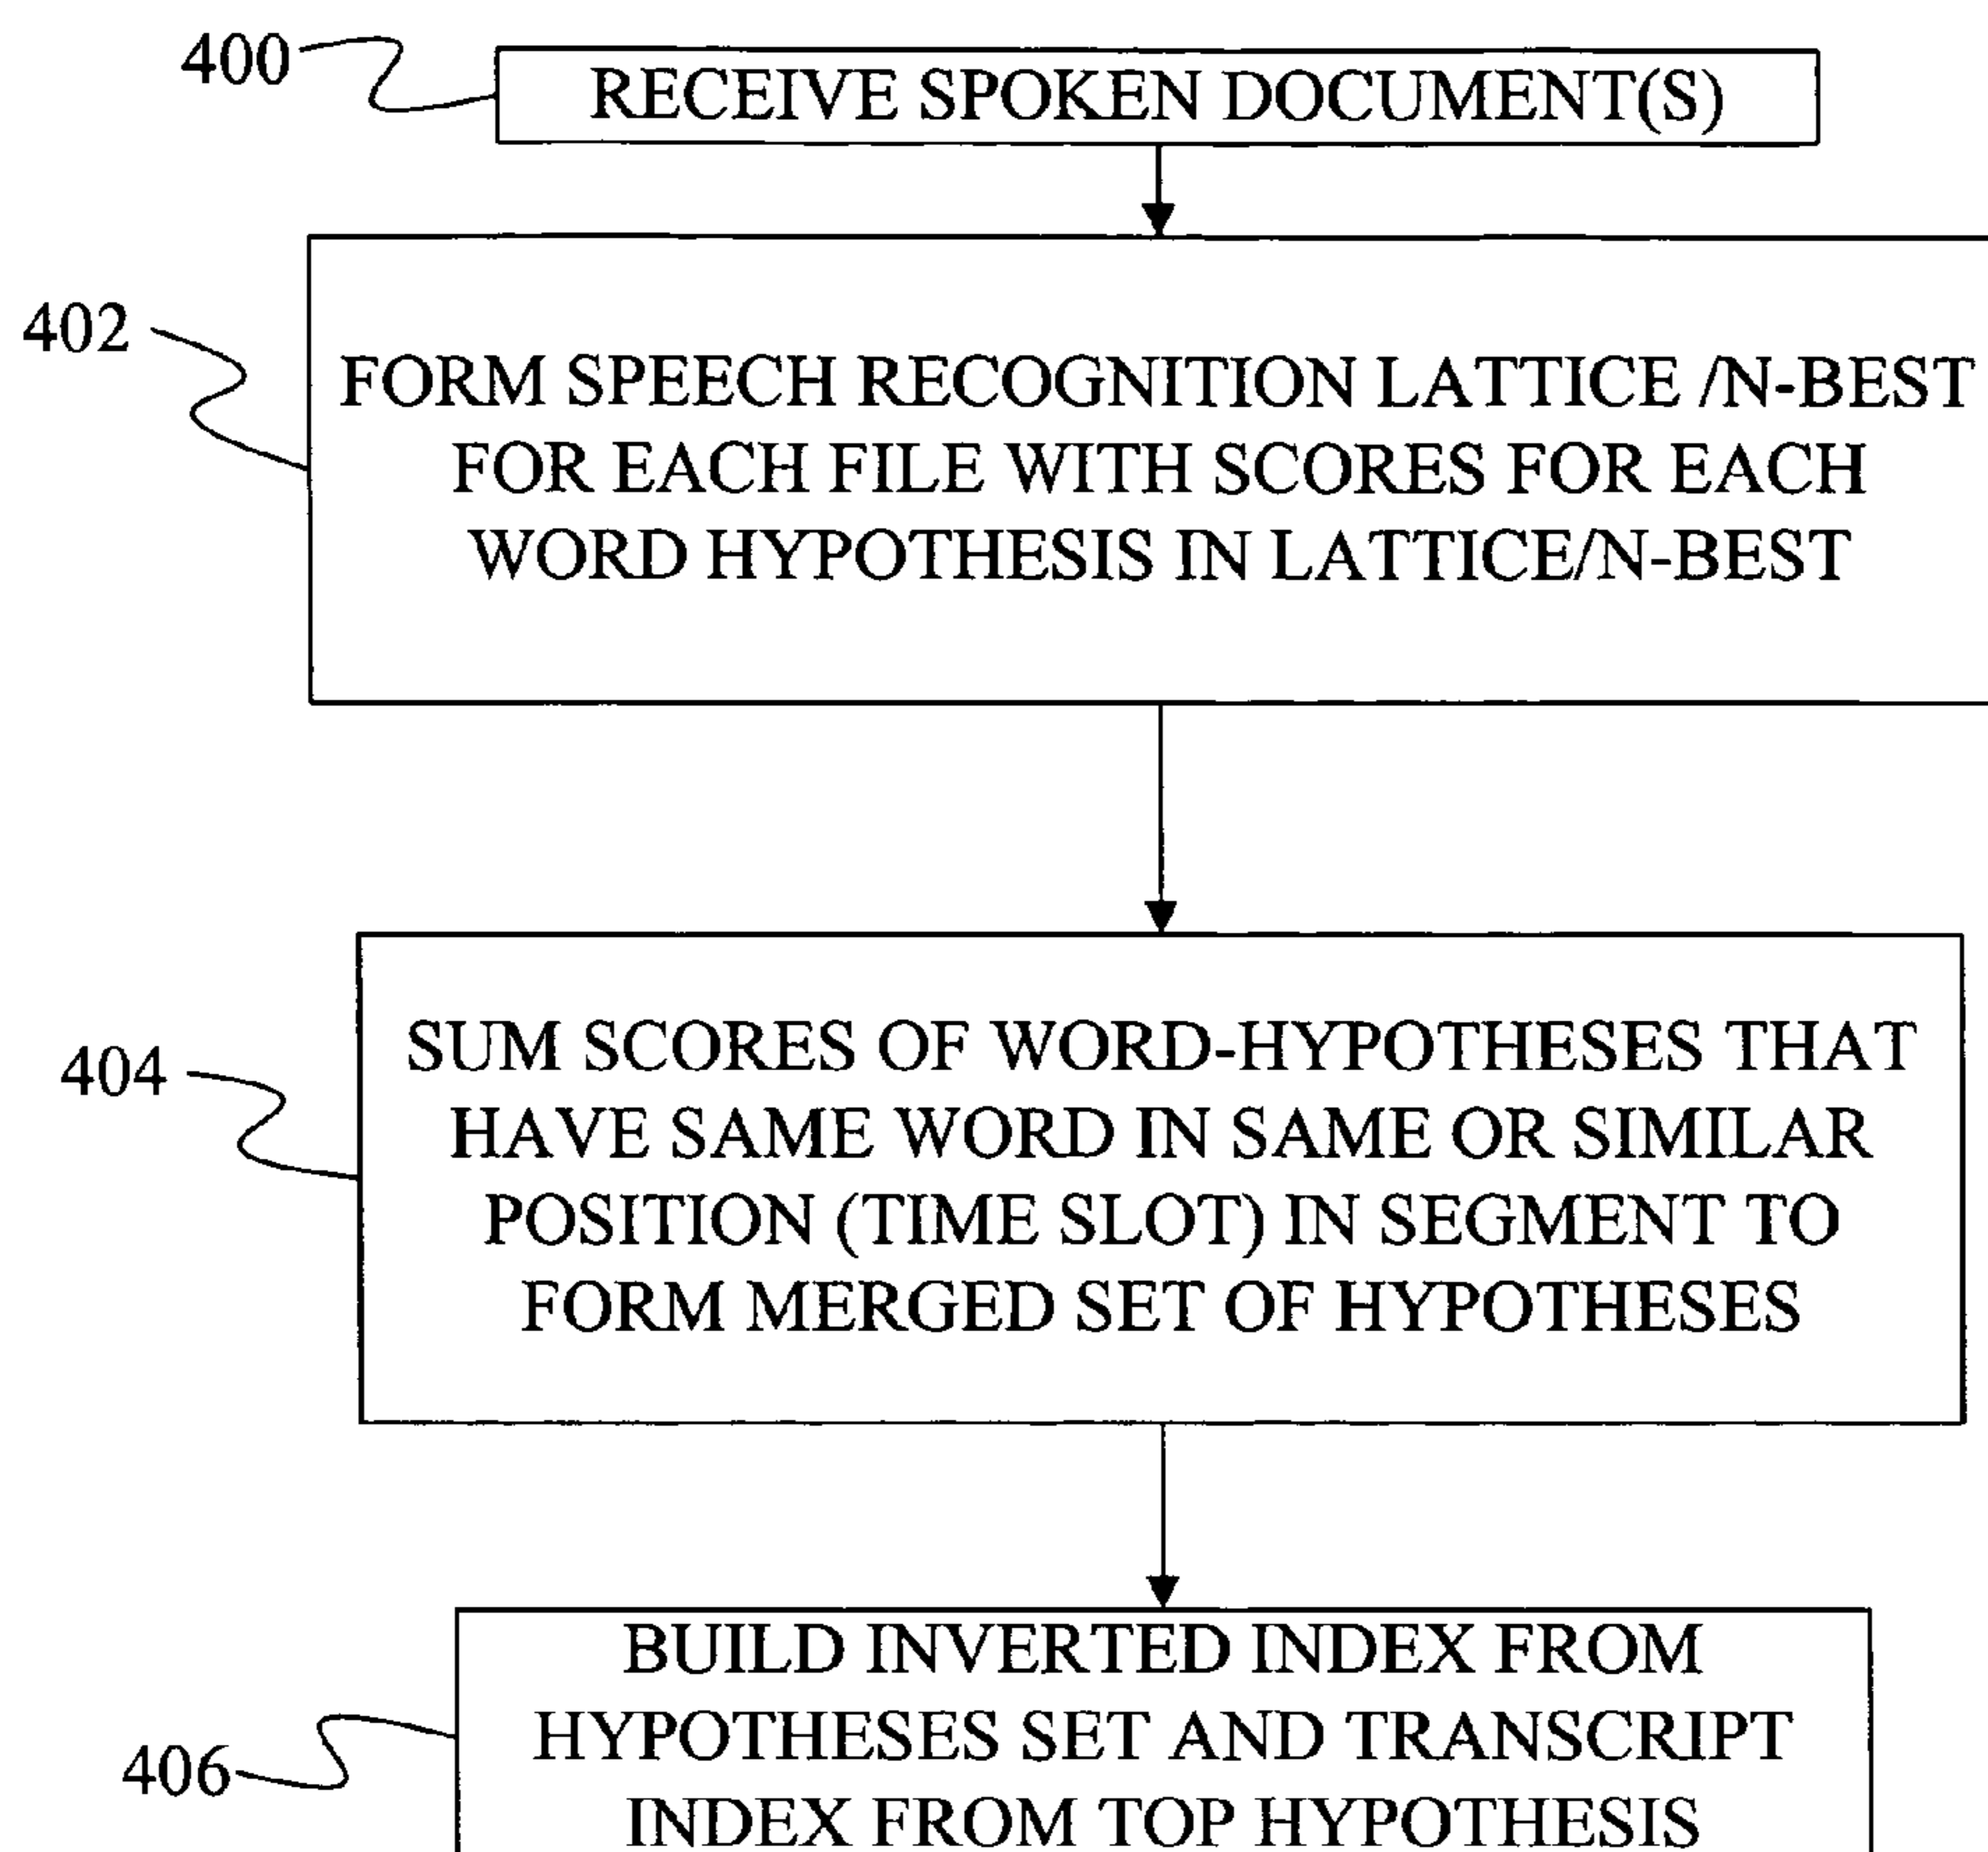 400
RECEIVE SPOKEN DOCUMENT(S)
402
FORM SPEECH RECOGNITION LATTICE /N-BEST
FOR EACH FILE WITH SCORES FOR EACH
WORD HYPOTHESIS IN LATTICE/N-BEST
404
SUM SCORES OF WORD-HYPOTHESES THAT
HAVE SAME WORD IN SAME OR SIMILAR
POSITION (TIME SLOT) IN SEGMENT TO
FORM MERGED SET OF HYPOTHESES
406
BUILD INVERTED INDEX FROM
HYPOTHESES SET AND TRANSCRIPT
INDEX FROM TOP HYPOTHESIS